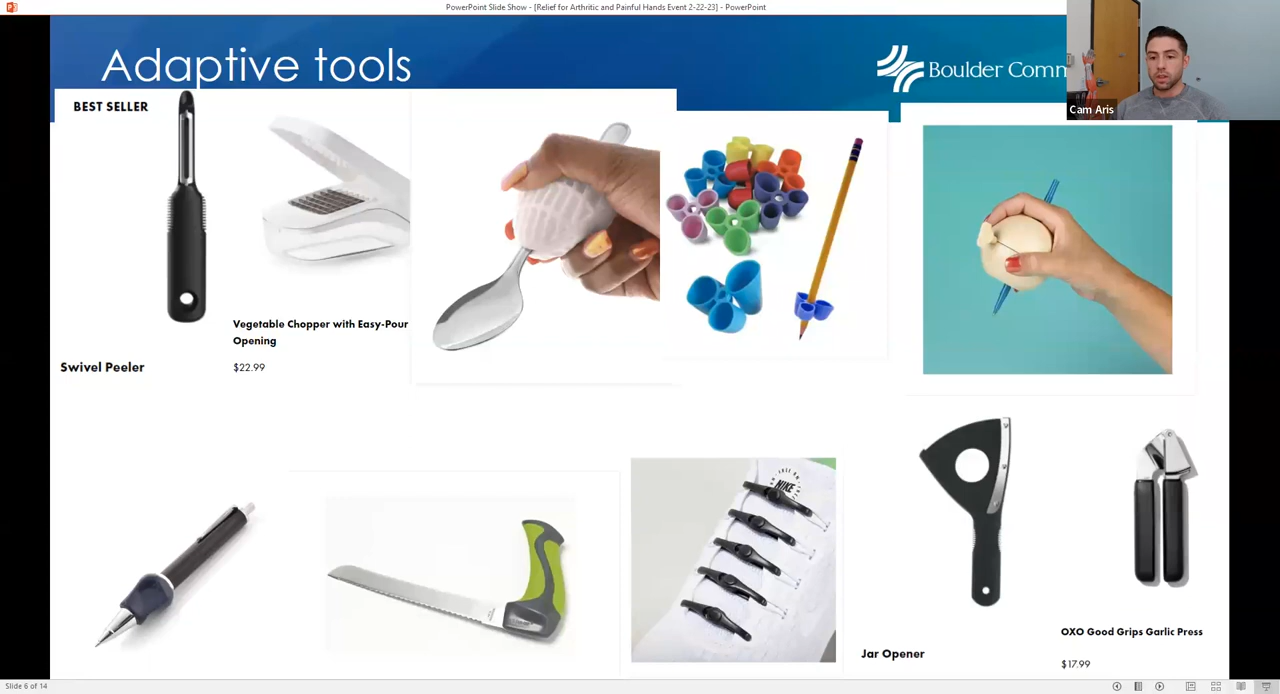 PowerPoint Slide Show - [Relief for Arthritic and Painful Hands Event 2-22-23] - PowerPoint
Adaptive tools
Boulder Comm
Cam Aris
BEST SELLER
Vegetable Chopper with Easy-Pour
Opening
$22.99
Swivel Peeler
NIKE
Jar Opener
OXO Good Grips Garlic Press
$17.99
Slide 6 of 14